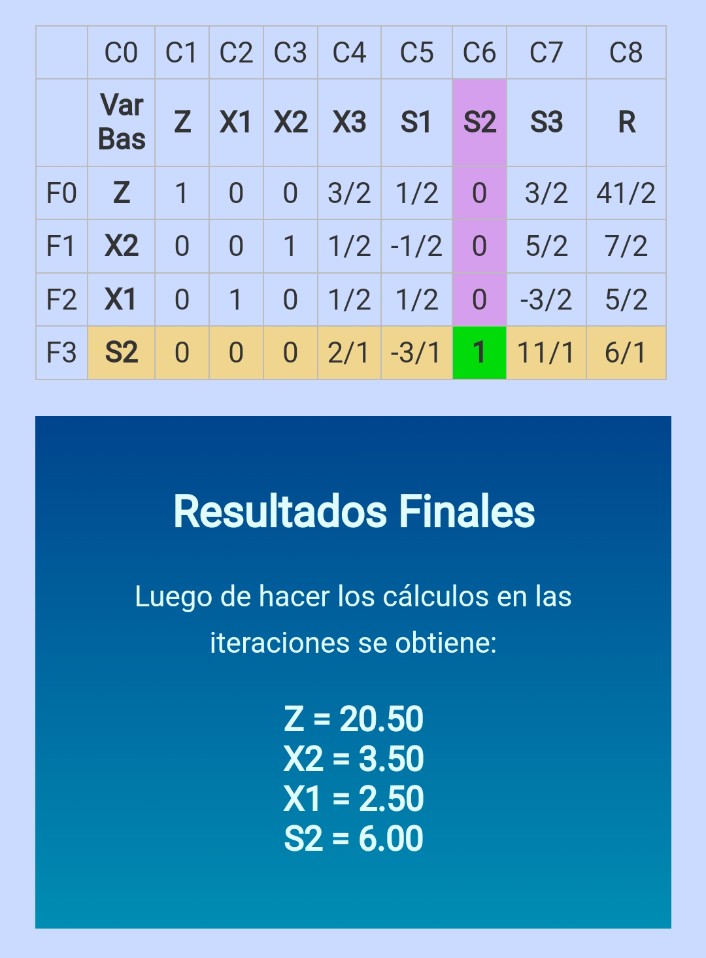 C0 C1 C2 C3 C4 C5 C6 C7 C8
Var Bas Z X1 X2 X3 S1 S2 S3 R
F0 Z 1 0 0 3/2 1/2 0 3/2 41/2
F1 X2 0 0 1 1/2 -1/2 0 5/2 7/2
F2 X1 0 1 0 1/2 1/2 0 -3/2 5/2
F3 S2 0 0 0 2/1 -3/1 1 11/1 6/1
Resultados Finales
Luego de hacer los cálculos en las
iteraciones se obtiene:
Z = 20.50
X2 = 3.50
X1 = 2.50
S2 = 6.00